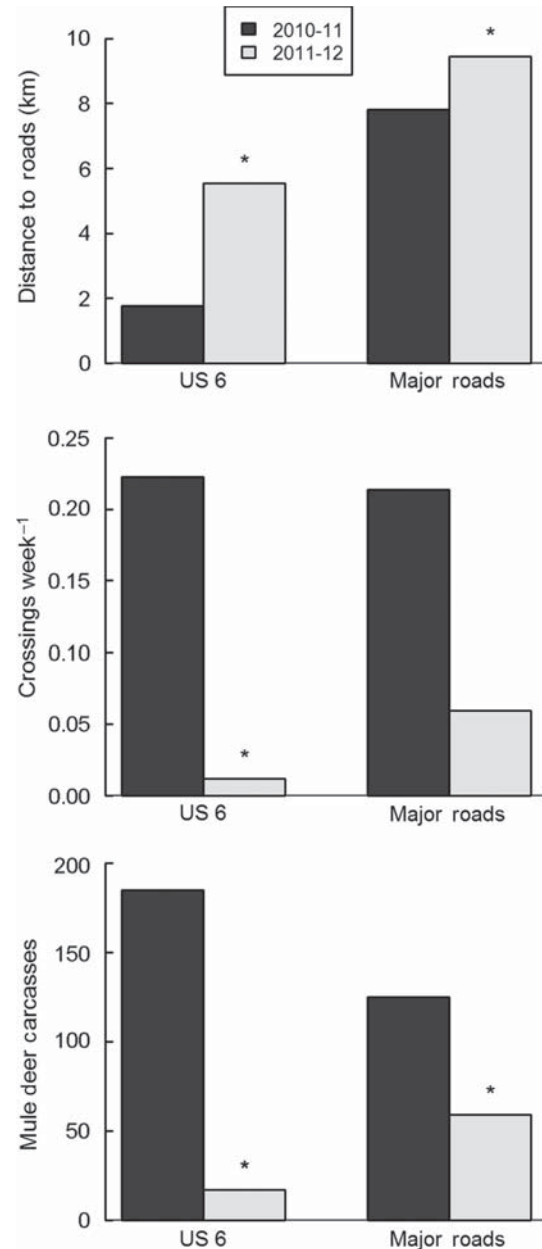 2010-11
2011-12
Distance to roads (km)
10
8
6
4
2
0
*
*
US 6
Major roads
Crossings week⁻¹
0.25
0.20
0.15
0.10
0.05
0.00
*
US 6
Major roads
Mule deer carcasses
200
150
100
50
0
*
*
US 6
Major roads